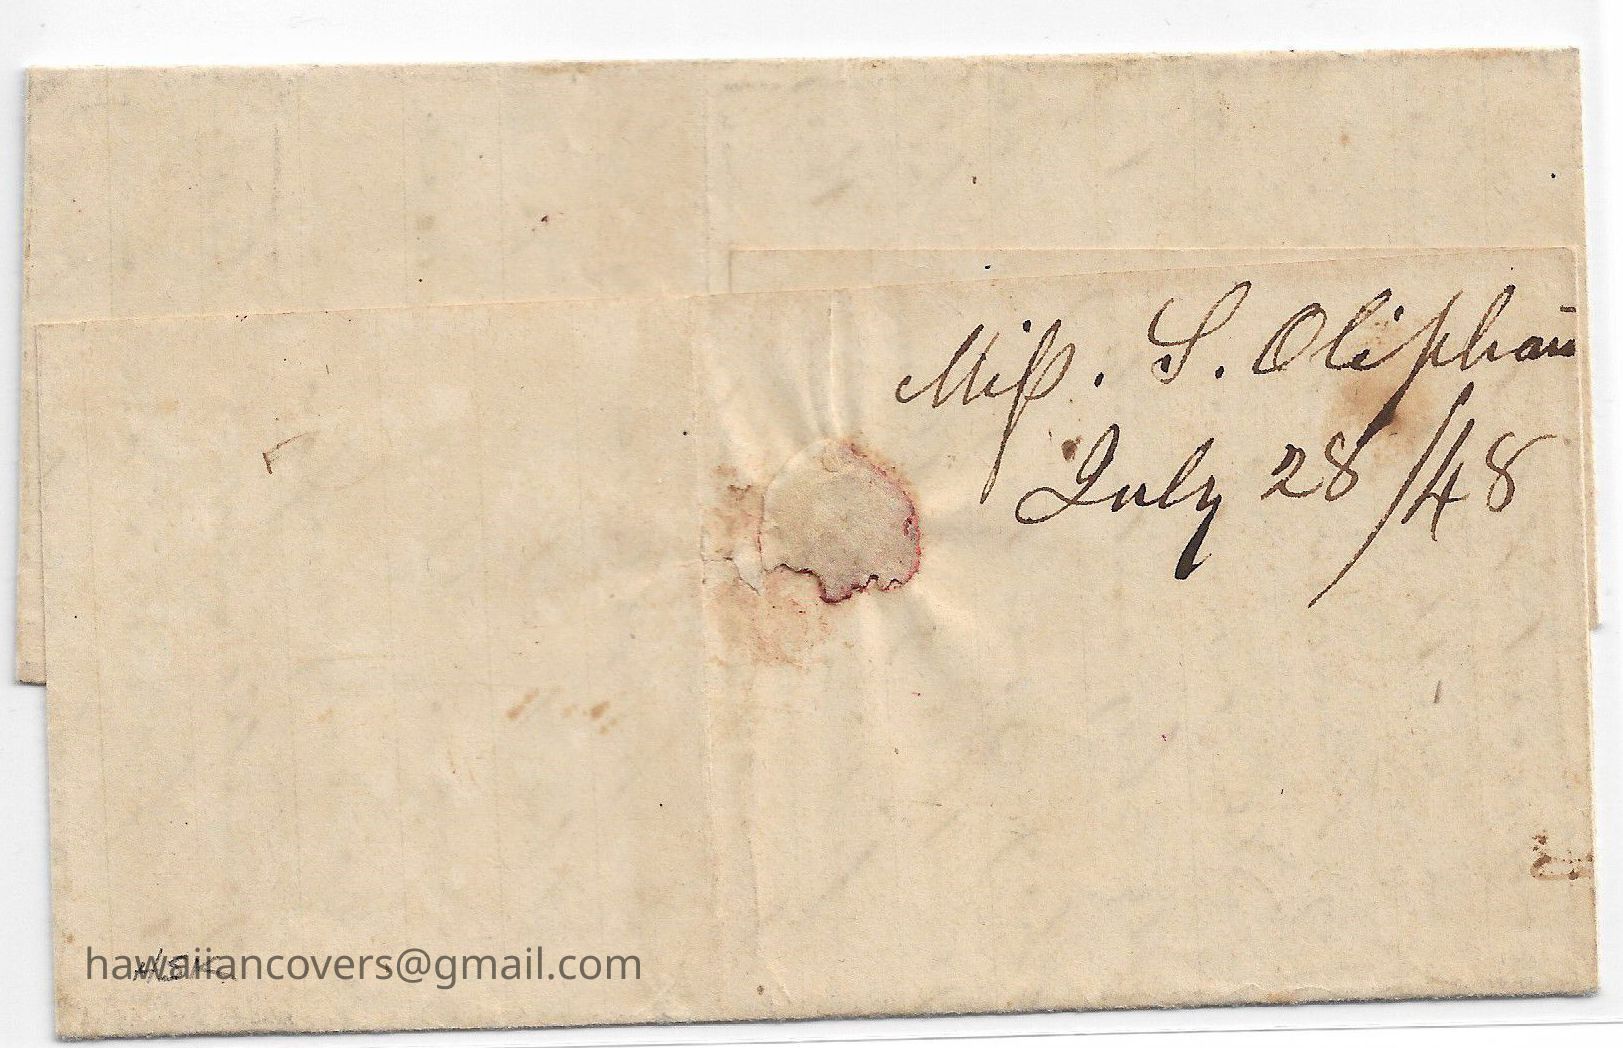 Miſs. S. Oliphan
July 28/48
hawaiiancovers@gmail.com